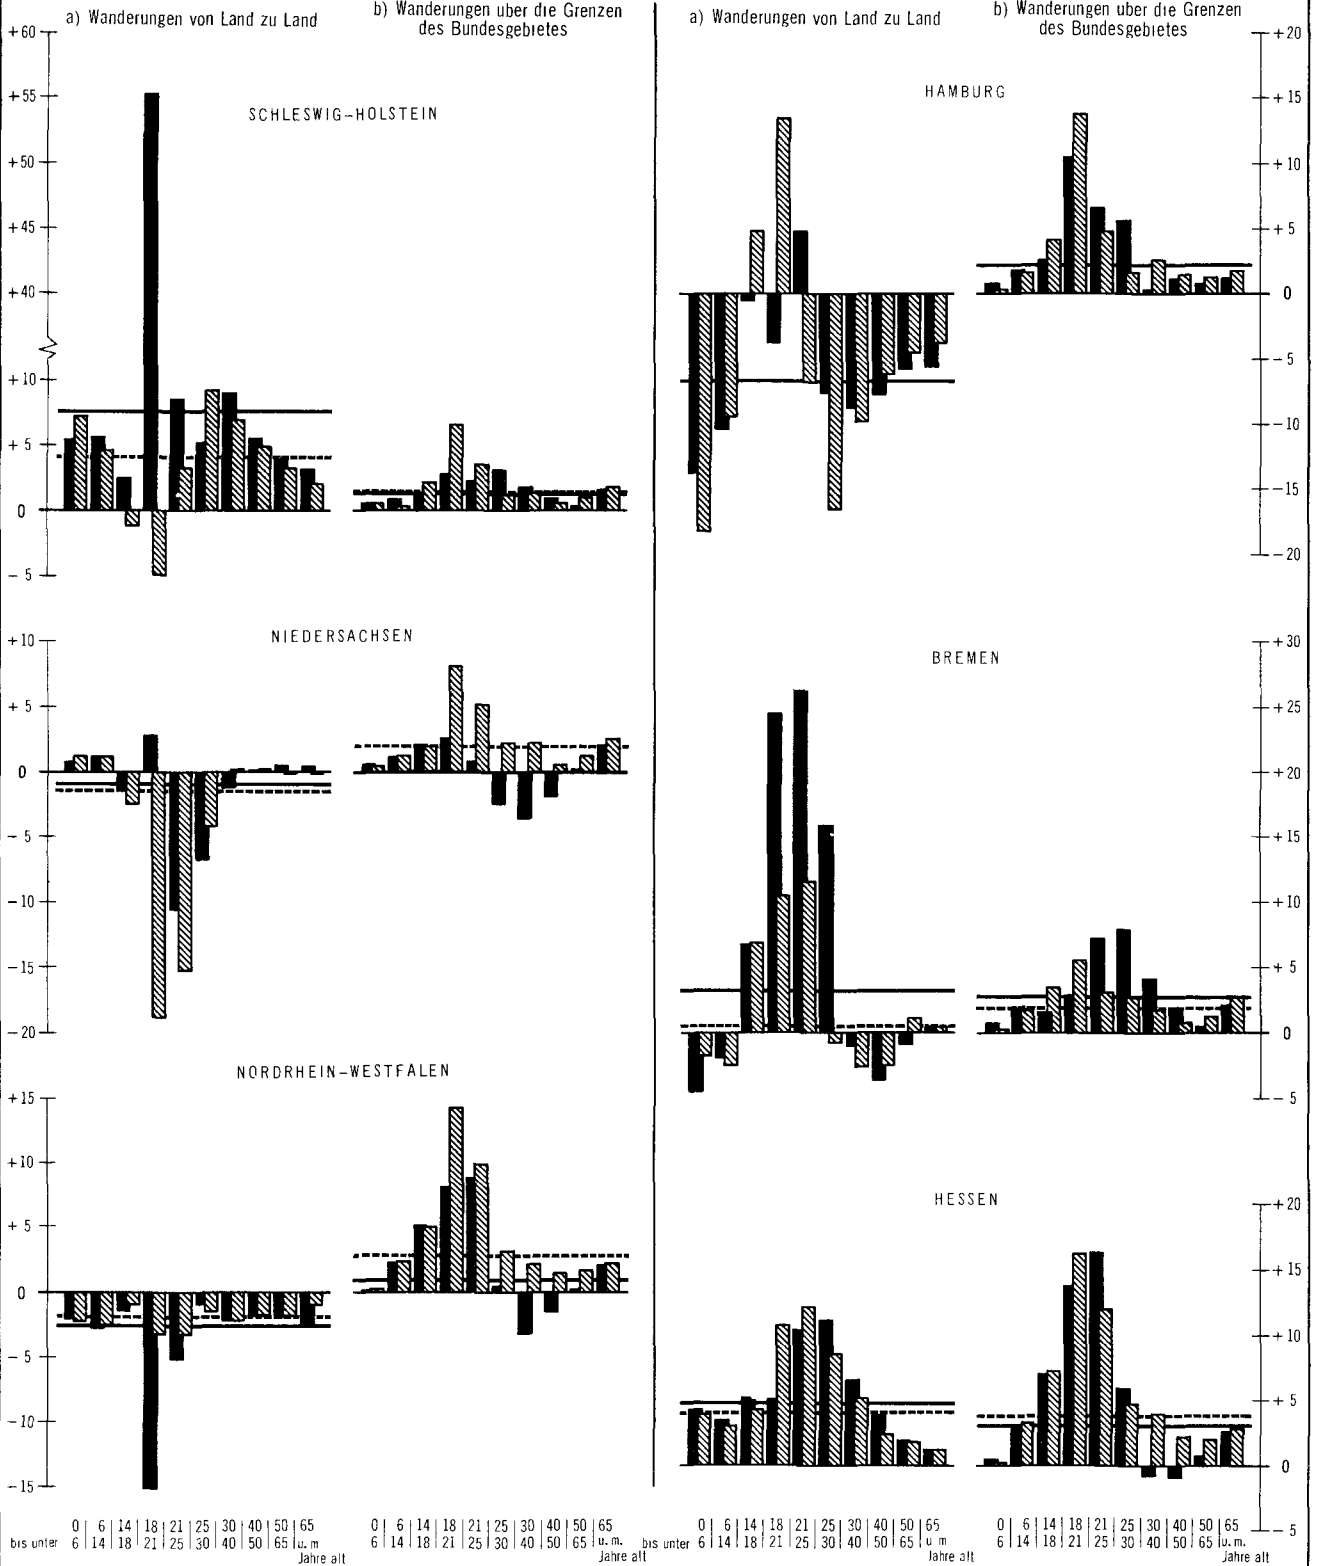 a) Wanderungen von Land zu Land
b) Wanderungen über die Grenzen
des Bundesgebietes
a) Wanderungen von Land zu Land
b) Wanderungen über die Grenzen
des Bundesgebietes
SCHLESWIG-HOLSTEIN
+60
+55
+50
+45
+40
+10
+5
0
-5
HAMBURG
+20
+15
+10
+5
0
-5
-10
-15
-20
NIEDERSACHSEN
+10
+5
0
-5
-10
-15
-20
BREMEN
+30
+25
+20
+15
+10
+5
0
-5
NORDRHEIN-WESTFALEN
+15
+10
+5
0
-5
-10
-15
HESSEN
+20
+15
+10
+5
0
-5
0 | 6 | 14 | 18 | 21 | 25 | 30 | 40 | 50 | 65
bis unter 6 | 14 | 18 | 21 | 25 | 30 | 40 | 50 | 65 | u. m
Jahre alt
0 | 6 | 14 | 18 | 21 | 25 | 30 | 40 | 50 | 65
6 | 14 | 18 | 21 | 25 | 30 | 40 | 50 | 65 | u. m.
Jahre alt
0 | 6 | 14 | 18 | 21 | 25 | 30 | 40 | 50 | 65
bis unter 6 | 14 | 18 | 21 | 25 | 30 | 40 | 50 | 65 | u m
Jahre alt
0 | 6 | 14 | 18 | 21 | 25 | 30 | 40 | 50 | 65
6 | 14 | 18 | 21 | 25 | 30 | 40 | 50 | 65 | u. m.
Jahre alt